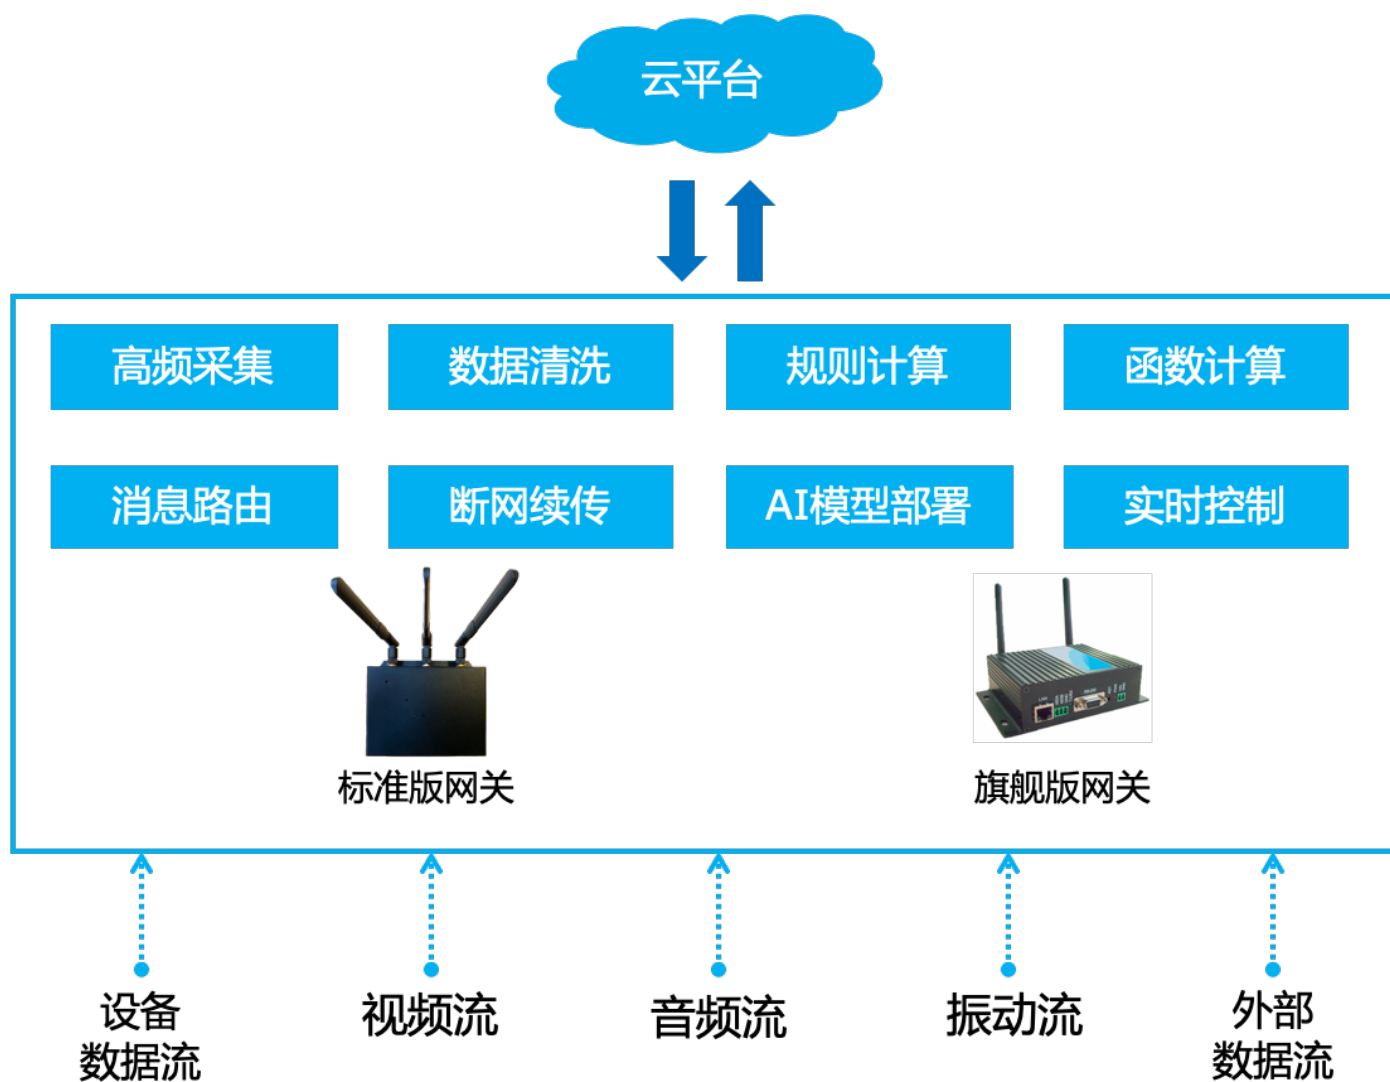 云平台
高频采集
数据清洗
规则计算
函数计算
消息路由
断网续传
AI模型部署
实时控制
标准版网关
旗舰版网关
设备
数据流
视频流
音频流
振动流
外部
数据流